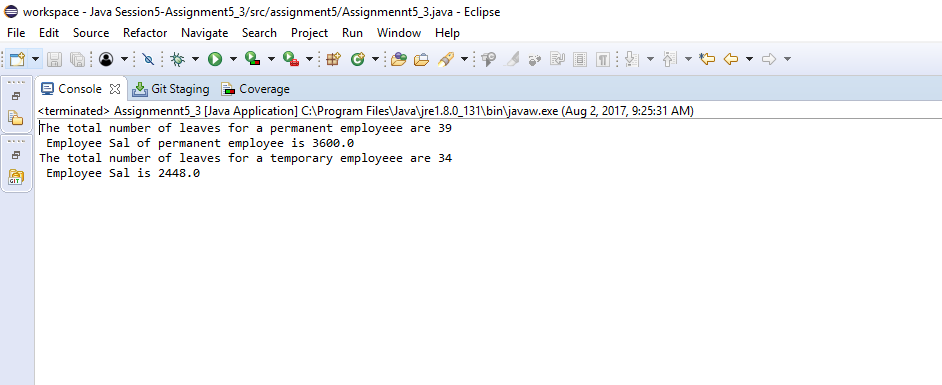 workspace - Java Session5-Assignment5_3/src/assignment5/Assignmennt5_3.java - Eclipse
File Edit Source Refactor Navigate Search Project Run Window Help
Console Git Staging Coverage
<terminated> Assignmennt5_3 [Java Application] C:\Program Files\Java\jre1.8.0_131\bin\javaw.exe (Aug 2, 2017, 9:25:31 AM)
The total number of leaves for a permanent employeee are 39
Employee Sal of permanent employee is 3600.0
The total number of leaves for a temporary employeee are 34
Employee Sal is 2448.0
GIT